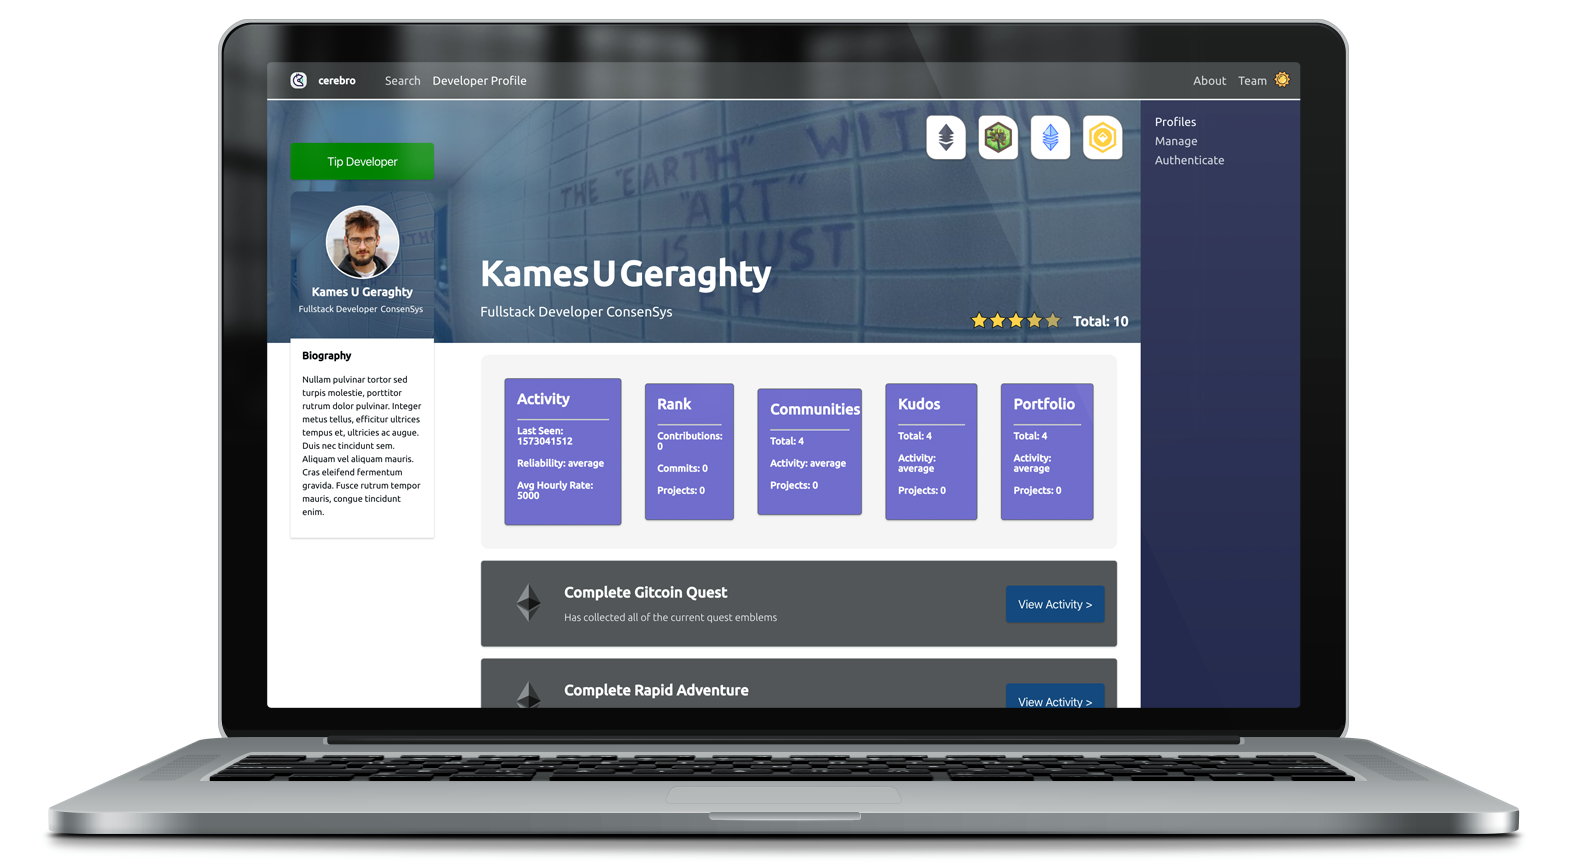 cerebro
Search
Developer Profile
About
Team
Profiles
Manage
Authenticate
Tip Developer
THE "EARTH" WITHOUT
"ART"
IS JUST
EH
Kames U Geraghty
Fullstack Developer ConsenSys
Kames U Geraghty
Fullstack Developer ConsenSys
Total: 10
Biography
Nullam pulvinar tortor sed
turpis molestie, porttitor
rutrum dolor pulvinar. Integer
metus tellus, efficitur ultrices
tempus et, ultricies ac augue.
Duis nec tincidunt sem.
Aliquam vel aliquam mauris.
Cras eleifend fermentum
gravida. Fusce rutrum tempor
mauris, congue tincidunt
enim.
Activity
Last Seen:
1573041512
Reliability: average
Avg Hourly Rate:
5000
Rank
Contributions:
0
Commits: 0
Projects: 0
Communities
Total: 4
Activity: average
Projects: 0
Kudos
Total: 4
Activity:
average
Projects: 0
Portfolio
Total: 4
Activity:
average
Projects: 0
Complete Gitcoin Quest
Has collected all of the current quest emblems
View Activity >
Complete Rapid Adventure
View Activity >